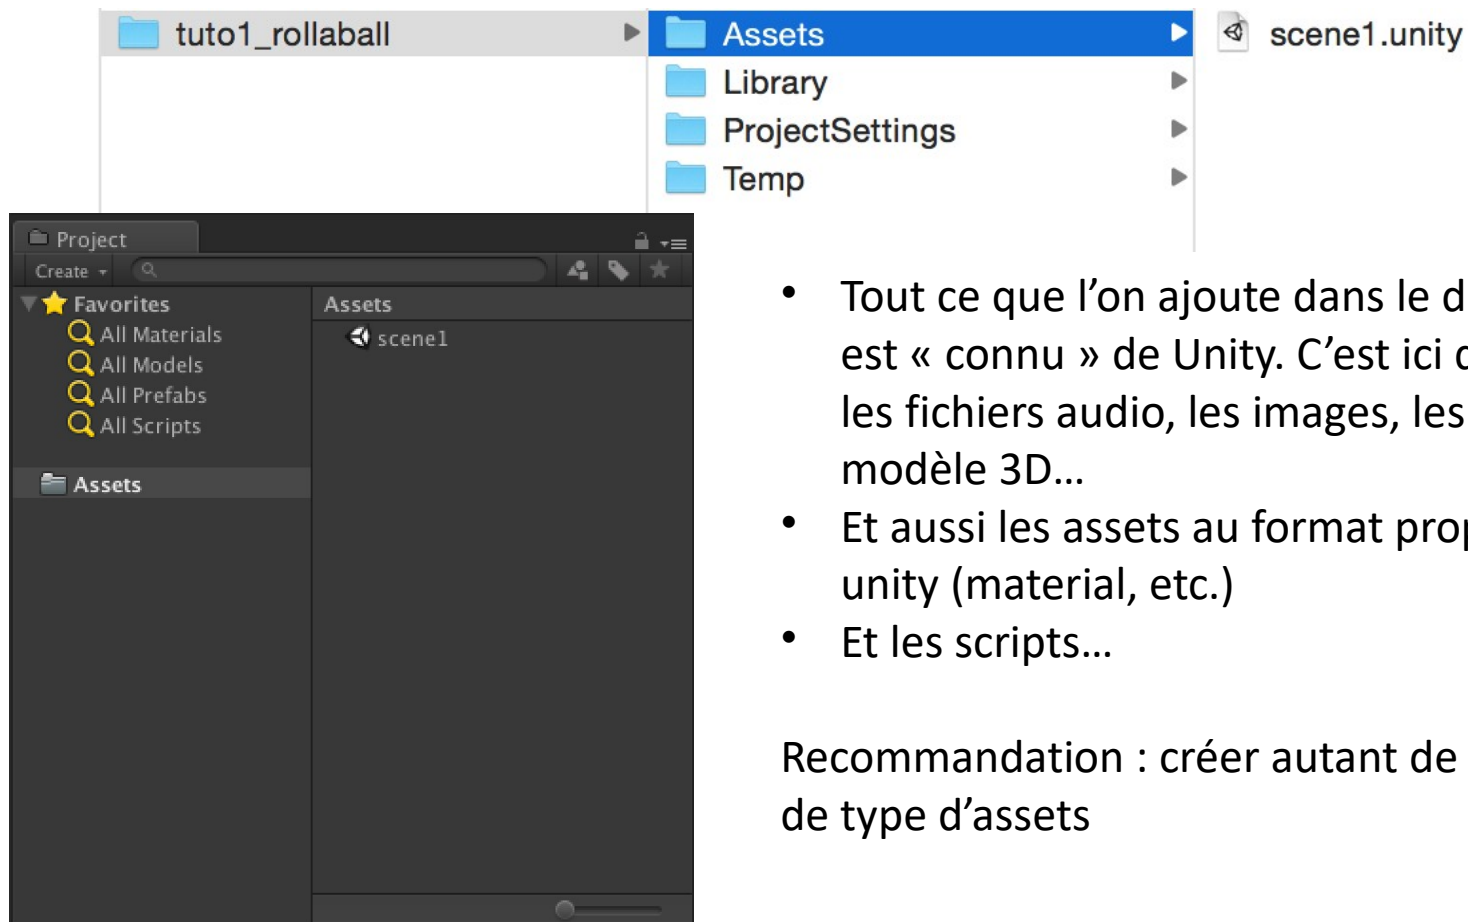 tuto1_rollaball
Assets
scene1.unity
Library
ProjectSettings
Temp
Project
Create
Favorites
All Materials
All Models
All Prefabs
All Scripts
Assets
Assets
scene1
• Tout ce que l’on ajoute dans le d
est « connu » de Unity. C’est ici
les fichiers audio, les images, les
modèle 3D…
• Et aussi les assets au format prop
unity (material, etc.)
• Et les scripts…
Recommandation : créer autant de
de type d’assets